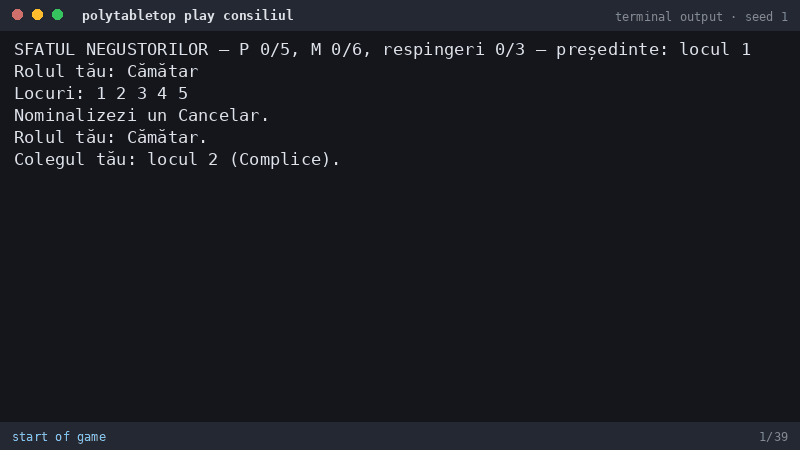 polytabletop play consiliul
terminal output · seed 1
SFATUL NEGUSTORILOR — P 0/5, M 0/6, respingeri 0/3 — președinte: locul 1
Rolul tău: Cămătar
Locuri: 1 2 3 4 5
Nominalizezi un Cancelar.
Rolul tău: Cămătar.
Colegul tău: locul 2 (Complice).
start of game
1/39